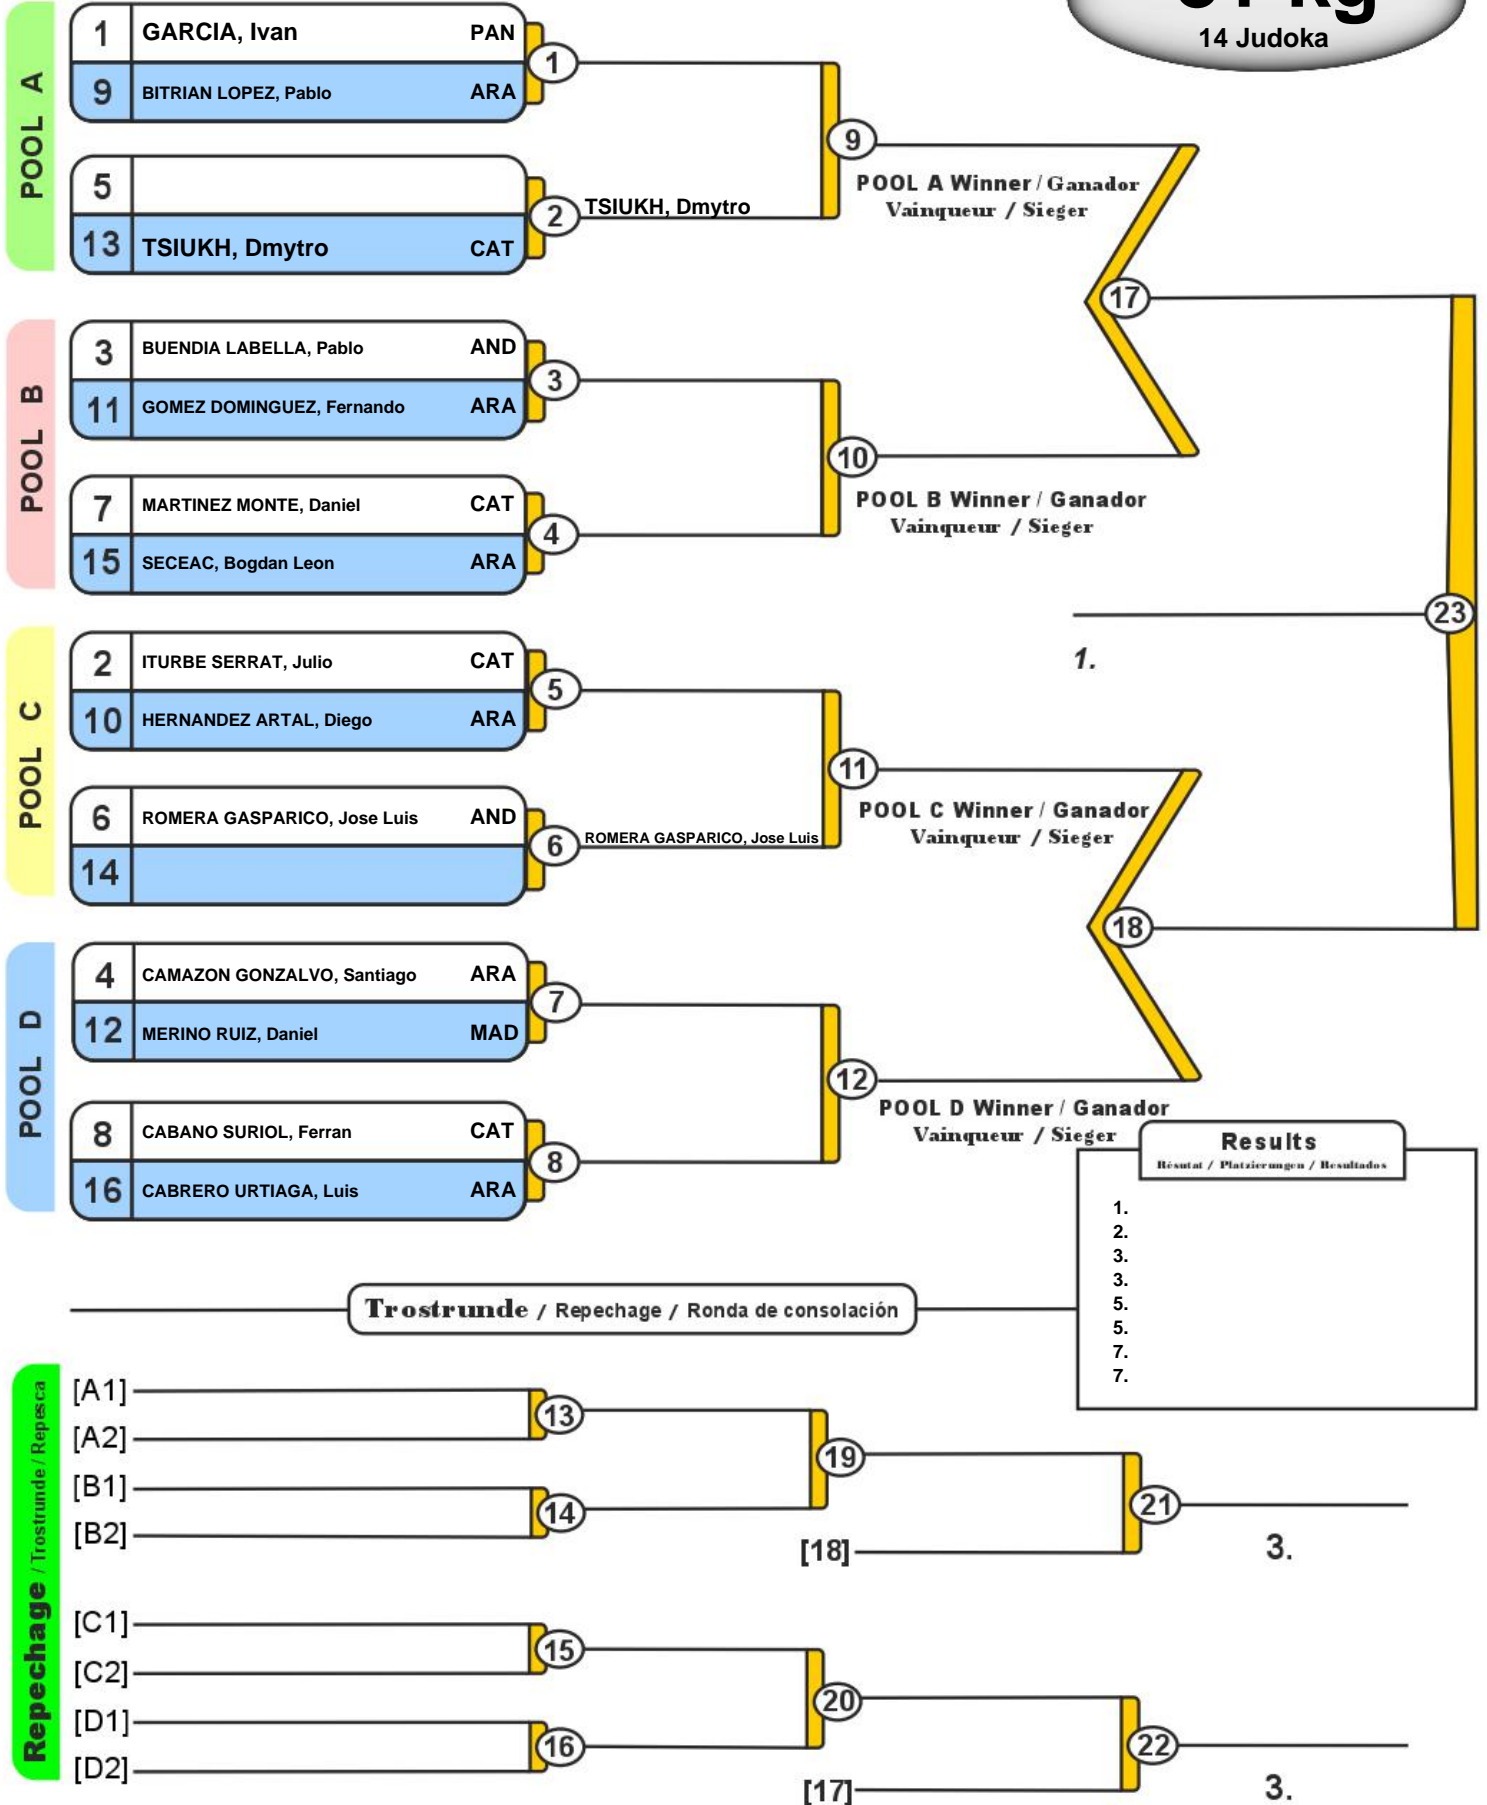 14 Judoka
POOL A
1 GARCIA, Ivan PAN
9 BITRIAN LOPEZ, Pablo ARA
1
5
13 TSIUKH, Dmytro CAT
2
TSIUKH, Dmytro
9
POOL A Winner / Ganador
Vainqueur / Sieger
POOL B
3 BUENDIA LABELLA, Pablo AND
11 GOMEZ DOMINGUEZ, Fernando ARA
3
7 MARTINEZ MONTE, Daniel CAT
15 SECEAC, Bogdan Leon ARA
4
10
POOL B Winner / Ganador
Vainqueur / Sieger
17
23
1.
POOL C
2 ITURBE SERRAT, Julio CAT
10 HERNANDEZ ARTAL, Diego ARA
5
6 ROMERA GASPARICO, Jose Luis AND
14
6
ROMERA GASPARICO, Jose Luis
11
POOL C Winner / Ganador
Vainqueur / Sieger
18
POOL D
4 CAMAZON GONZALVO, Santiago ARA
12 MERINO RUIZ, Daniel MAD
7
8 CABANO SURIOL, Ferran CAT
16 CABRERO URTIAGA, Luis ARA
8
12
POOL D Winner / Ganador
Vainqueur / Sieger
Results
Résutat / Platzierungen / Resultados
1.
2.
3.
3.
5.
5.
7.
7.
Trostrunde / Repechage / Ronda de consolación
Repechage / Trostrunde / Repesca
[A1]
[A2]
13
[B1]
[B2]
14
19
[18]
21
3.
[C1]
[C2]
15
[D1]
[D2]
16
20
[17]
22
3.